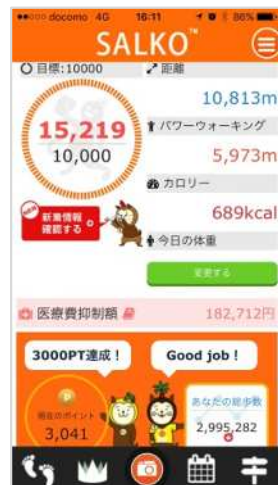 docomo 4G 16:11 86%
SALKO™
目標:10000
距離
10,813m
15,219
10,000
パワーウォーキング
5,973m
カロリー
689kcal
NEW
新着情報
確認する
今日の体重
変更する
医療費抑制額
182,712円
3000PT達成！
Good job！
現在のポイント
3,041
あなたの総歩数
2,995,282